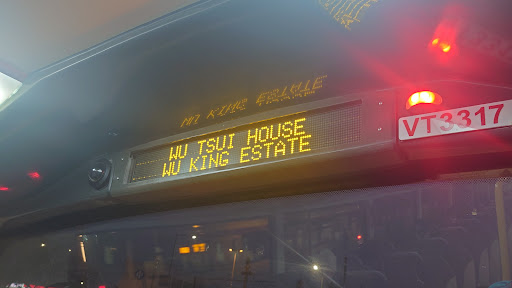 WU TSUI HOUSE
WU KING ESTATE
VT3317